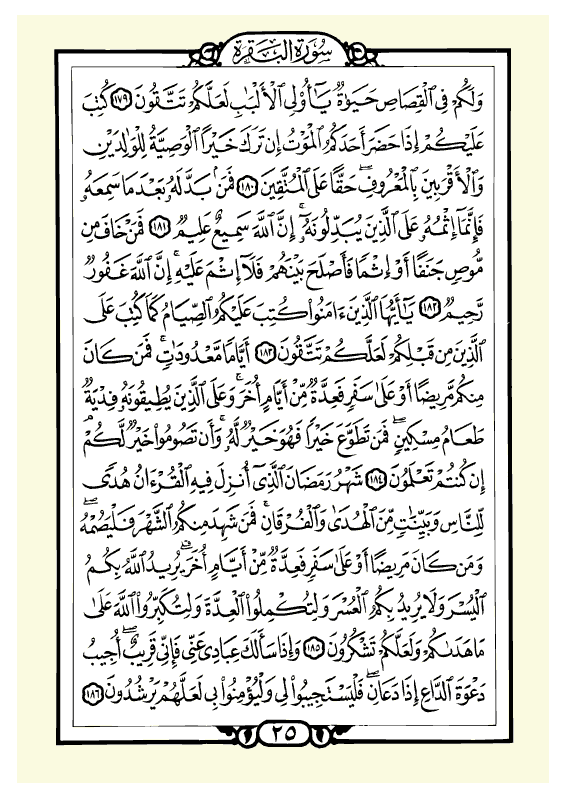 سُورَةُ البَقَرَةِ
وَلَكُمْ فِي الْقِصَاصِ حَيَوٰةٌ يَـٰٓأُو۟لِي الْأَلْبَـٰبِ لَعَلَّكُمْ تَتَّقُونَ ١٧٩ كُتِبَ
عَلَيْكُمْ إِذَا حَضَرَ أَحَدَكُمُ الْمَوْتُ إِن تَرَكَ خَيْرًا الْوَصِيَّةُ لِلْوَٰلِدَيْنِ
وَالْأَقْرَبِينَ بِالْمَعْرُوفِ ۖ حَقًّا عَلَى الْمُتَّقِينَ ١٨٠ فَمَنۢ بَدَّلَهُۥ بَعْدَ مَا سَمِعَهُۥ
فَإِنَّمَآ إِثْمُهُۥ عَلَى الَّذِينَ يُبَدِّلُونَهُۥٓ ۚ إِنَّ اللَّهَ سَمِيعٌ عَلِيمٌ ١٨١ فَمَنْ خَافَ مِن
مُّوصٍ جَنَفًا أَوْ إِثْمًا فَأَصْلَحَ بَيْنَهُمْ فَلَآ إِثْمَ عَلَيْهِ ۚ إِنَّ اللَّهَ غَفُورٌ
رَّحِيمٌ ١٨٢ يَـٰٓأَيُّهَا الَّذِينَ ءَامَنُوا۟ كُتِبَ عَلَيْكُمُ الصِّيَامُ كَمَا كُتِبَ عَلَى
الَّذِينَ مِن قَبْلِكُمْ لَعَلَّكُمْ تَتَّقُونَ ١٨٣ أَيَّامًا مَّعْدُودَٰتٍ ۚ فَمَن كَانَ
مِنكُم مَّرِيضًا أَوْ عَلَىٰ سَفَرٍ فَعِدَّةٌ مِّنْ أَيَّامٍ أُخَرَ ۚ وَعَلَى الَّذِينَ يُطِيقُونَهُۥ فِدْيَةٌ
طَعَامُ مِسْكِينٍ ۖ فَمَن تَطَوَّعَ خَيْرًا فَهُوَ خَيْرٌ لَّهُۥ ۚ وَأَن تَصُومُوا۟ خَيْرٌ لَّكُمْ ۖ
إِن كُنتُمْ تَعْلَمُونَ ١٨٤ شَهْرُ رَمَضَانَ الَّذِيٓ أُنزِلَ فِيهِ الْقُرْءَانُ هُدًى
لِّلنَّاسِ وَبَيِّنَـٰتٍ مِّنَ الْهُدَىٰ وَالْفُرْقَانِ ۚ فَمَن شَهِدَ مِنكُمُ الشَّهْرَ فَلْيَصُمْهُ ۖ
وَمَن كَانَ مَرِيضًا أَوْ عَلَىٰ سَفَرٍ فَعِدَّةٌ مِّنْ أَيَّامٍ أُخَرَ ۗ يُرِيدُ اللَّهُ بِكُمُ
الْيُسْرَ وَلَا يُرِيدُ بِكُمُ الْعُسْرَ وَلِتُكْمِلُوا۟ الْعِدَّةَ وَلِتُكَبِّرُوا۟ اللَّهَ عَلَىٰ
مَا هَدَىٰكُمْ وَلَعَلَّكُمْ تَشْكُرُونَ ١٨٥ وَإِذَا سَأَلَكَ عِبَادِي عَنِّي فَإِنِّي قَرِيبٌ ۖ أُجِيبُ
دَعْوَةَ الدَّاعِ إِذَا دَعَانِ ۖ فَلْيَسْتَجِيبُوا۟ لِي وَلْيُؤْمِنُوا۟ بِي لَعَلَّهُمْ يَرْشُدُونَ ١٨٦
٢٥